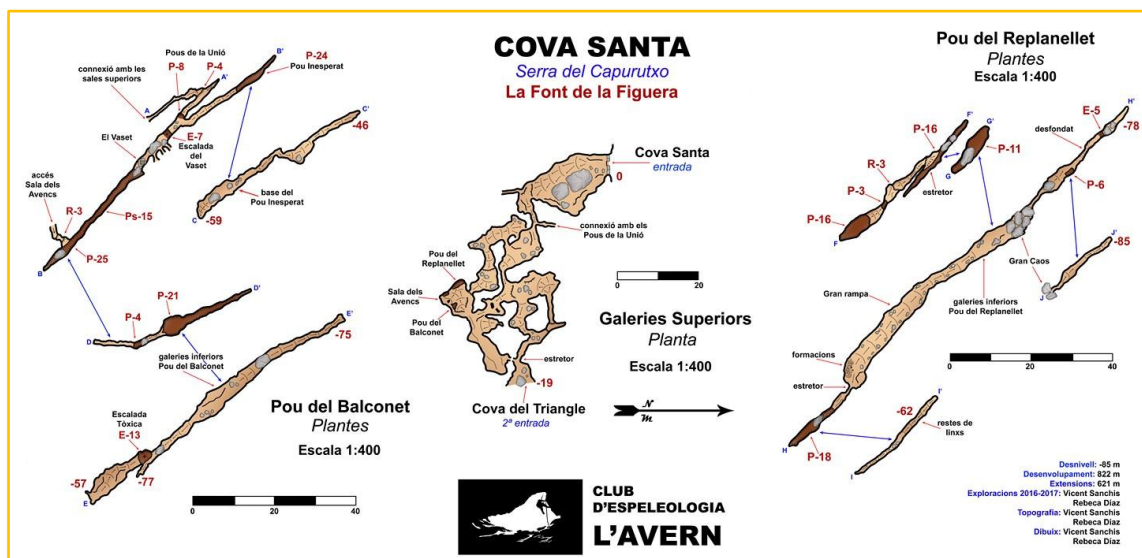 COVA SANTA
Serra del Capurutxo
La Font de la Figuera
Pous de la Unió
P-8
P-4
A'
B'
P-24
Pou Inesperat
connexió amb les
sales superiors
A
El Vaset
E-7
Escalada
del
Vaset
C'
-46
base del
Pou Inesperat
C
-59
accés
Sala dels
Avencs
R-3
Ps-15
P-25
B
P-21
D'
P-4
D
E'
-75
galeries inferiors
Pou del Balconet
Escalada
Tòxica
E-13
-57
E
-77
Pou del Balconet
Plantes
Escala 1:400
0
10
20
30
40
Cova Santa
entrada
0
connexió amb els
Pous de la Unió
Pou del
Replanellet
Sala dels
Avencs
Pou del
Balconet
0
10
20
Galeries Superiors
Planta
Escala 1:400
estretor
-19
Cova del Triangle
2ª entrada
N
m
CLUB
D'ESPELEOLOGIA
L'AVERN
Pou del Replanellet
Plantes
Escala 1:400
F'
G'
P-16
P-11
G
R-3
estretor
P-3
P-16
F
H'
E-5
-78
desfondat
P-6
J'
-85
Gran Caos
J
Gran rampa
galeries inferiors
Pou del Replanellet
formacions
estretor
0
10
20
30
40
I'
-62
restes de
linxs
H
P-18
I
Desnivell: -85 m
Desenvolupament: 822 m
Extensions: 621 m
Exploracions 2016-2017: Vicent Sanchis
Rebeca Díaz
Topografia: Vicent Sanchis
Rebeca Díaz
Dibuix: Vicent Sanchis
Rebeca Díaz